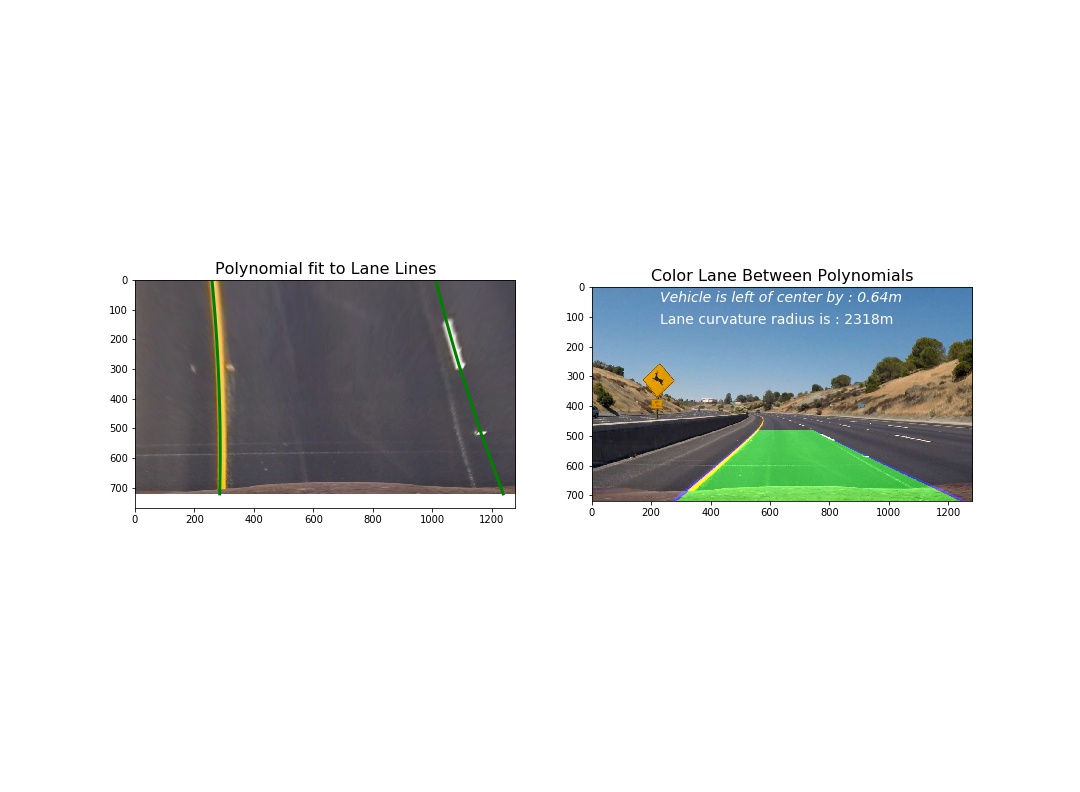 Polynomial fit to Lane Lines
0
100
200
300
400
500
600
700
0 200 400 600 800 1000 1200
Color Lane Between Polynomials
Vehicle is left of center by : 0.64m
Lane curvature radius is : 2318m
0
100
200
300
400
500
600
700
0 200 400 600 800 1000 1200